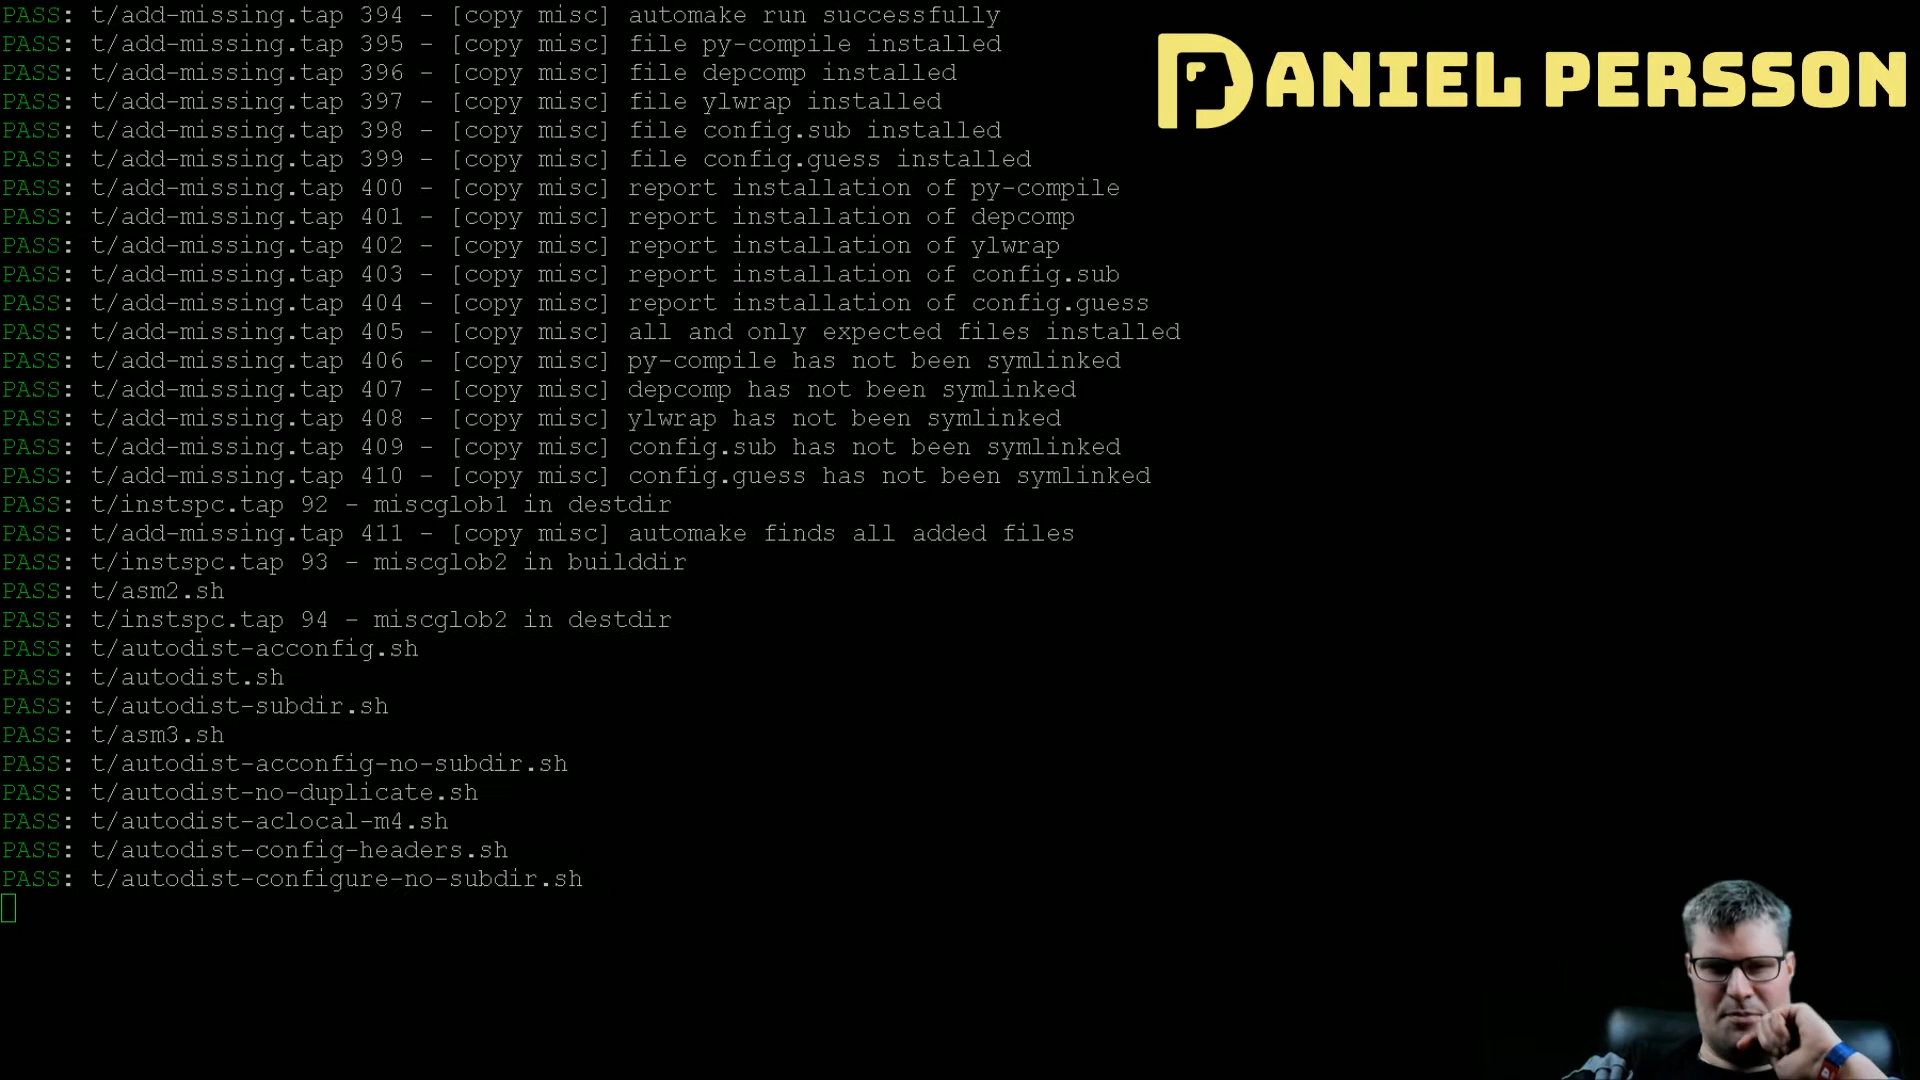 PASS: t/add-missing.tap 394 - [copy misc] automake run successfully
PASS: t/add-missing.tap 395 - [copy misc] file py-compile installed
PASS: t/add-missing.tap 396 - [copy misc] file depcomp installed
PASS: t/add-missing.tap 397 - [copy misc] file ylwrap installed
PASS: t/add-missing.tap 398 - [copy misc] file config.sub installed
PASS: t/add-missing.tap 399 - [copy misc] file config.guess installed
PASS: t/add-missing.tap 400 - [copy misc] report installation of py-compile
PASS: t/add-missing.tap 401 - [copy misc] report installation of depcomp
PASS: t/add-missing.tap 402 - [copy misc] report installation of ylwrap
PASS: t/add-missing.tap 403 - [copy misc] report installation of config.sub
PASS: t/add-missing.tap 404 - [copy misc] report installation of config.guess
PASS: t/add-missing.tap 405 - [copy misc] all and only expected files installed
PASS: t/add-missing.tap 406 - [copy misc] py-compile has not been symlinked
PASS: t/add-missing.tap 407 - [copy misc] depcomp has not been symlinked
PASS: t/add-missing.tap 408 - [copy misc] ylwrap has not been symlinked
PASS: t/add-missing.tap 409 - [copy misc] config.sub has not been symlinked
PASS: t/add-missing.tap 410 - [copy misc] config.guess has not been symlinked
PASS: t/instspc.tap 92 - miscglob1 in destdir
PASS: t/add-missing.tap 411 - [copy misc] automake finds all added files
PASS: t/instspc.tap 93 - miscglob2 in builddir
PASS: t/asm2.sh
PASS: t/instspc.tap 94 - miscglob2 in destdir
PASS: t/autodist-acconfig.sh
PASS: t/autodist.sh
PASS: t/autodist-subdir.sh
PASS: t/asm3.sh
PASS: t/autodist-acconfig-no-subdir.sh
PASS: t/autodist-no-duplicate.sh
PASS: t/autodist-aclocal-m4.sh
PASS: t/autodist-config-headers.sh
PASS: t/autodist-configure-no-subdir.sh
DANIEL PERSSON